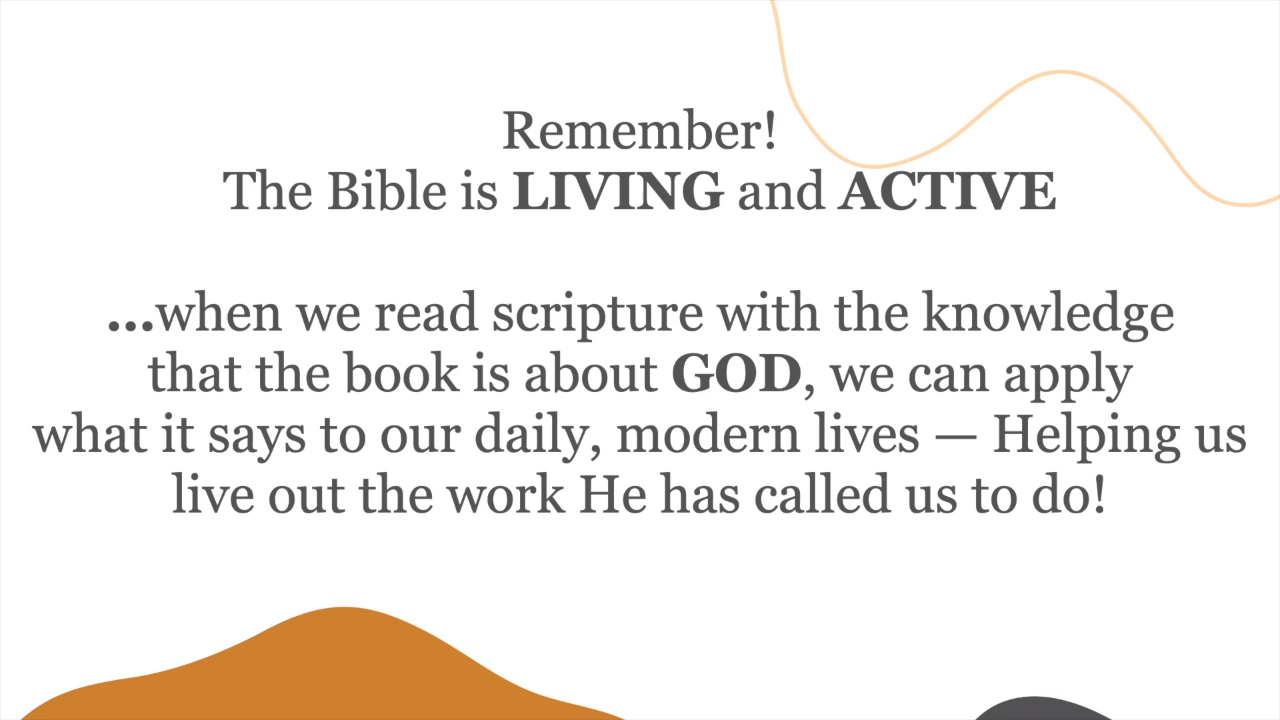 Remember!
The Bible is LIVING and ACTIVE
...when we read scripture with the knowledge
that the book is about GOD, we can apply
what it says to our daily, modern lives — Helping us
live out the work He has called us to do!